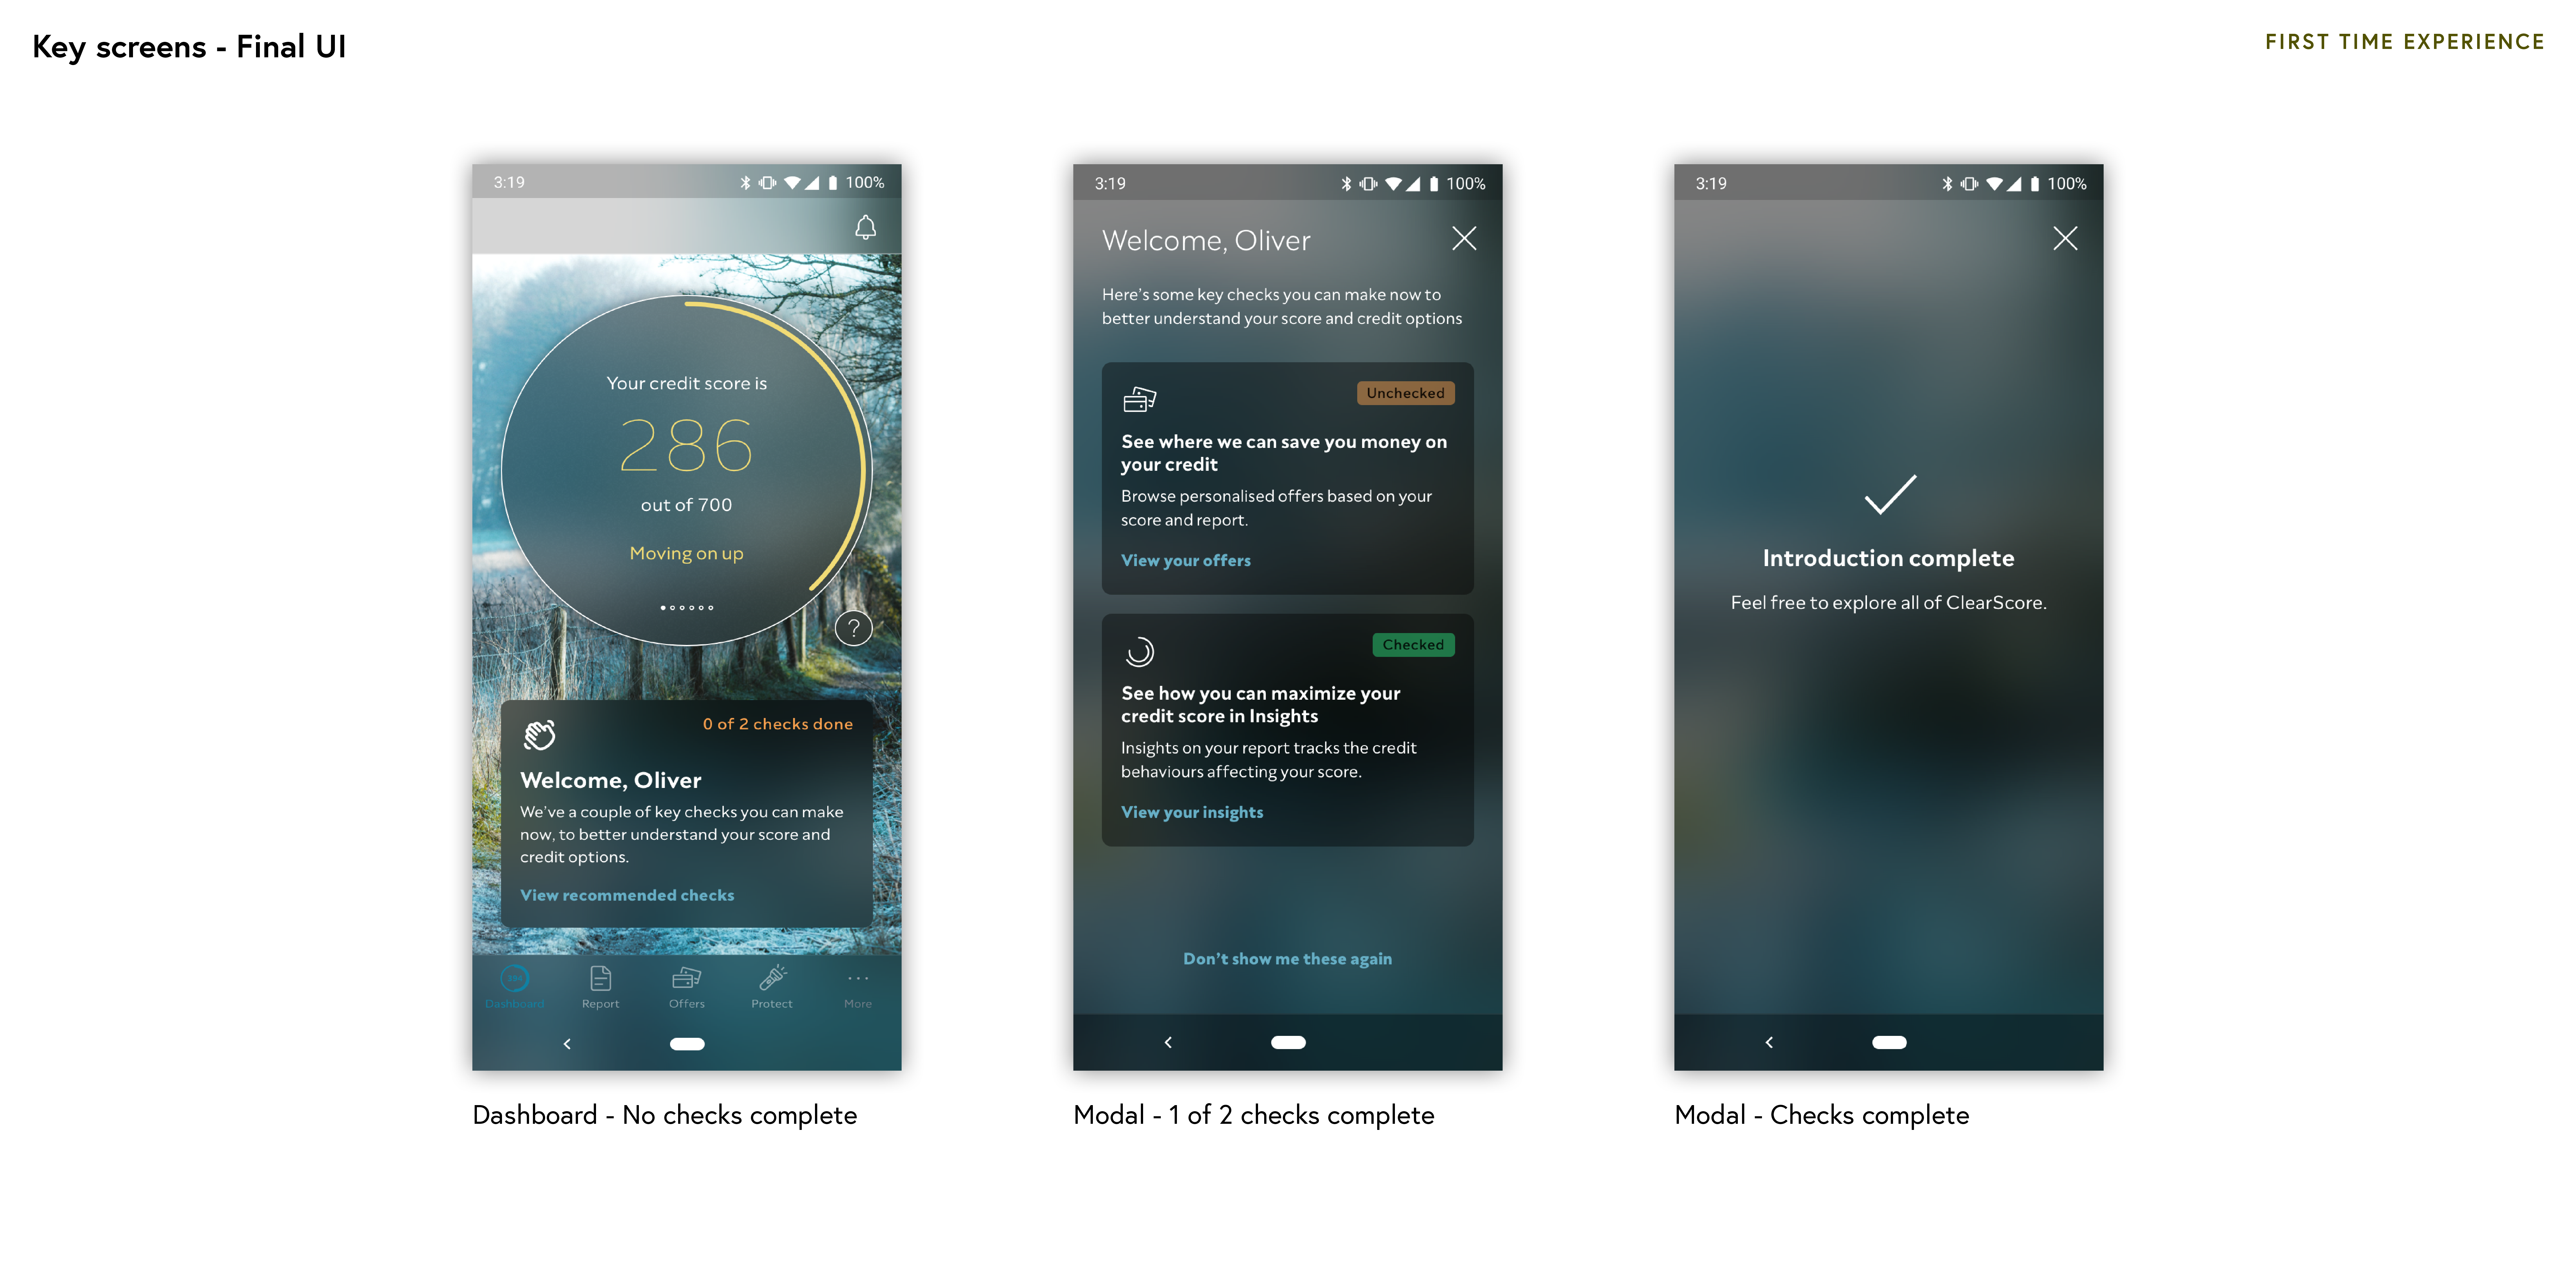 Key screens - Final UI
FIRST TIME EXPERIENCE
3:19
100%
Your credit score is
286
out of 700
Moving on up
?
0 of 2 checks done
Welcome, Oliver
We've a couple of key checks you can make
now, to better understand your score and
credit options.
View recommended checks
Dashboard
Report
Offers
Protect
More
Dashboard - No checks complete
3:19
100%
Welcome, Oliver
Here's some key checks you can make now to
better understand your score and credit options
Unchecked
See where we can save you money on
your credit
Browse personalised offers based on your
score and report.
View your offers
Checked
See how you can maximize your
credit score in Insights
Insights on your report tracks the credit
behaviours affecting your score.
View your insights
Don't show me these again
Modal - 1 of 2 checks complete
3:19
100%
Introduction complete
Feel free to explore all of ClearScore.
Modal - Checks complete